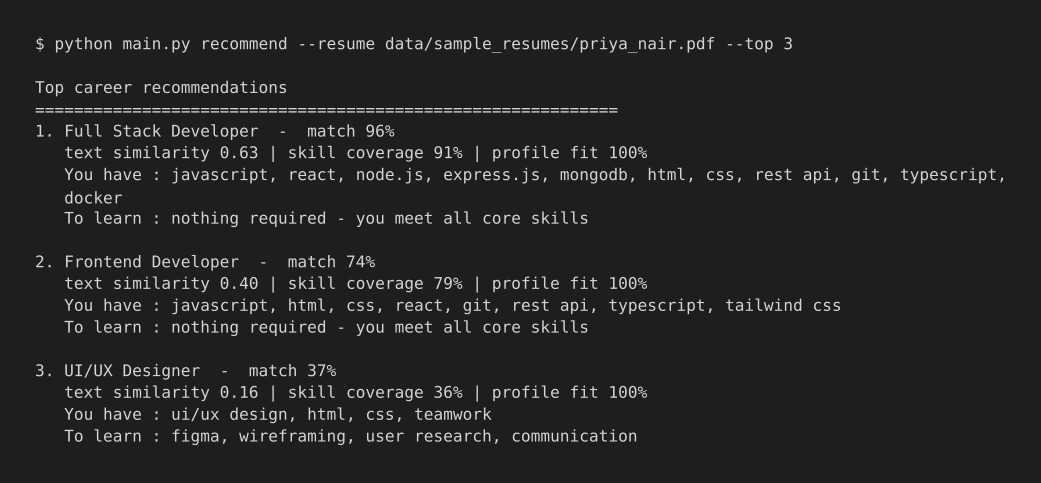 $ python main.py recommend --resume data/sample_resumes/priya_nair.pdf --top 3
Top career recommendations
============================================================
1. Full Stack Developer  -  match 96%
   text similarity 0.63 | skill coverage 91% | profile fit 100%
   You have : javascript, react, node.js, express.js, mongodb, html, css, rest api, git, typescript,
   docker
   To learn : nothing required - you meet all core skills
2. Frontend Developer  -  match 74%
   text similarity 0.40 | skill coverage 79% | profile fit 100%
   You have : javascript, html, css, react, git, rest api, typescript, tailwind css
   To learn : nothing required - you meet all core skills
3. UI/UX Designer  -  match 37%
   text similarity 0.16 | skill coverage 36% | profile fit 100%
   You have : ui/ux design, html, css, teamwork
   To learn : figma, wireframing, user research, communication